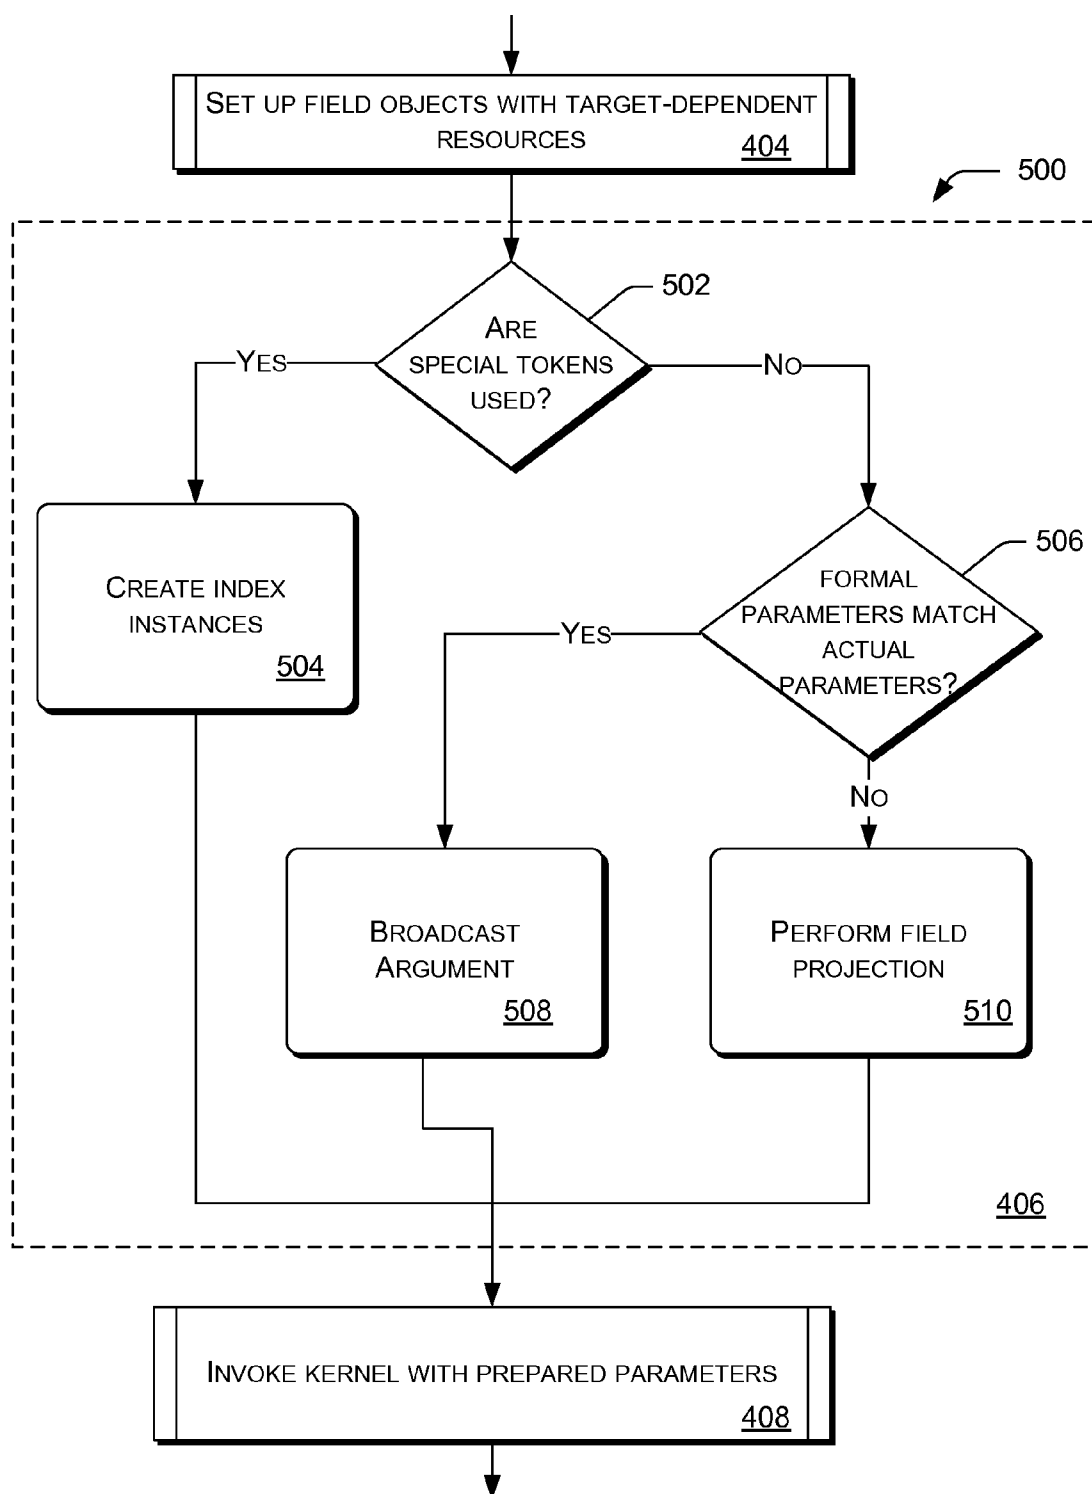 SET UP FIELD OBJECTS WITH TARGET-DEPENDENT
RESOURCES
404
500
502
ARE
SPECIAL TOKENS
USED?
YES
NO
CREATE INDEX
INSTANCES
504
506
FORMAL
PARAMETERS MATCH
ACTUAL
PARAMETERS?
YES
NO
BROADCAST
ARGUMENT
508
PERFORM FIELD
PROJECTION
510
406
INVOKE KERNEL WITH PREPARED PARAMETERS
408